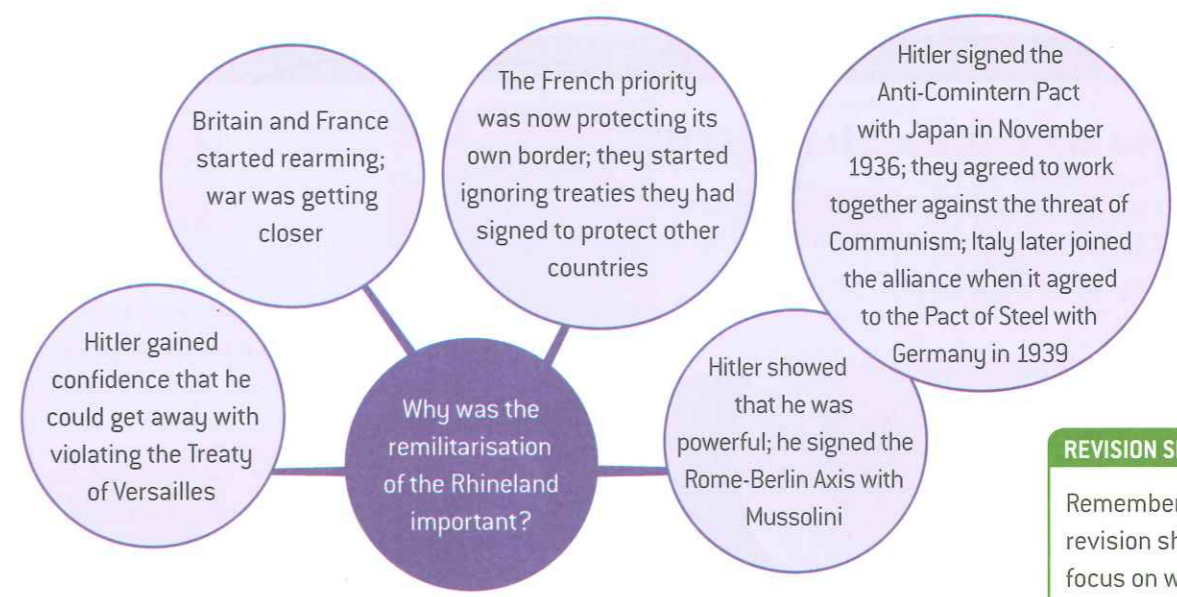 Hitler gained
confidence that he
could get away with
violating the Treaty
of Versailles
Britain and France
started rearming;
war was getting
closer
The French priority
was now protecting its
own border; they started
ignoring treaties they had
signed to protect other
countries
Hitler signed the
Anti-Comintern Pact
with Japan in November
1936; they agreed to work
together against the threat of
Communism; Italy later joined
the alliance when it agreed
to the Pact of Steel with
Germany in 1939
Why was the
remilitarisation
of the Rhineland
important?
Hitler showed
that he was
powerful; he signed the
Rome-Berlin Axis with
Mussolini
REVISION
Remember
revision
focus on